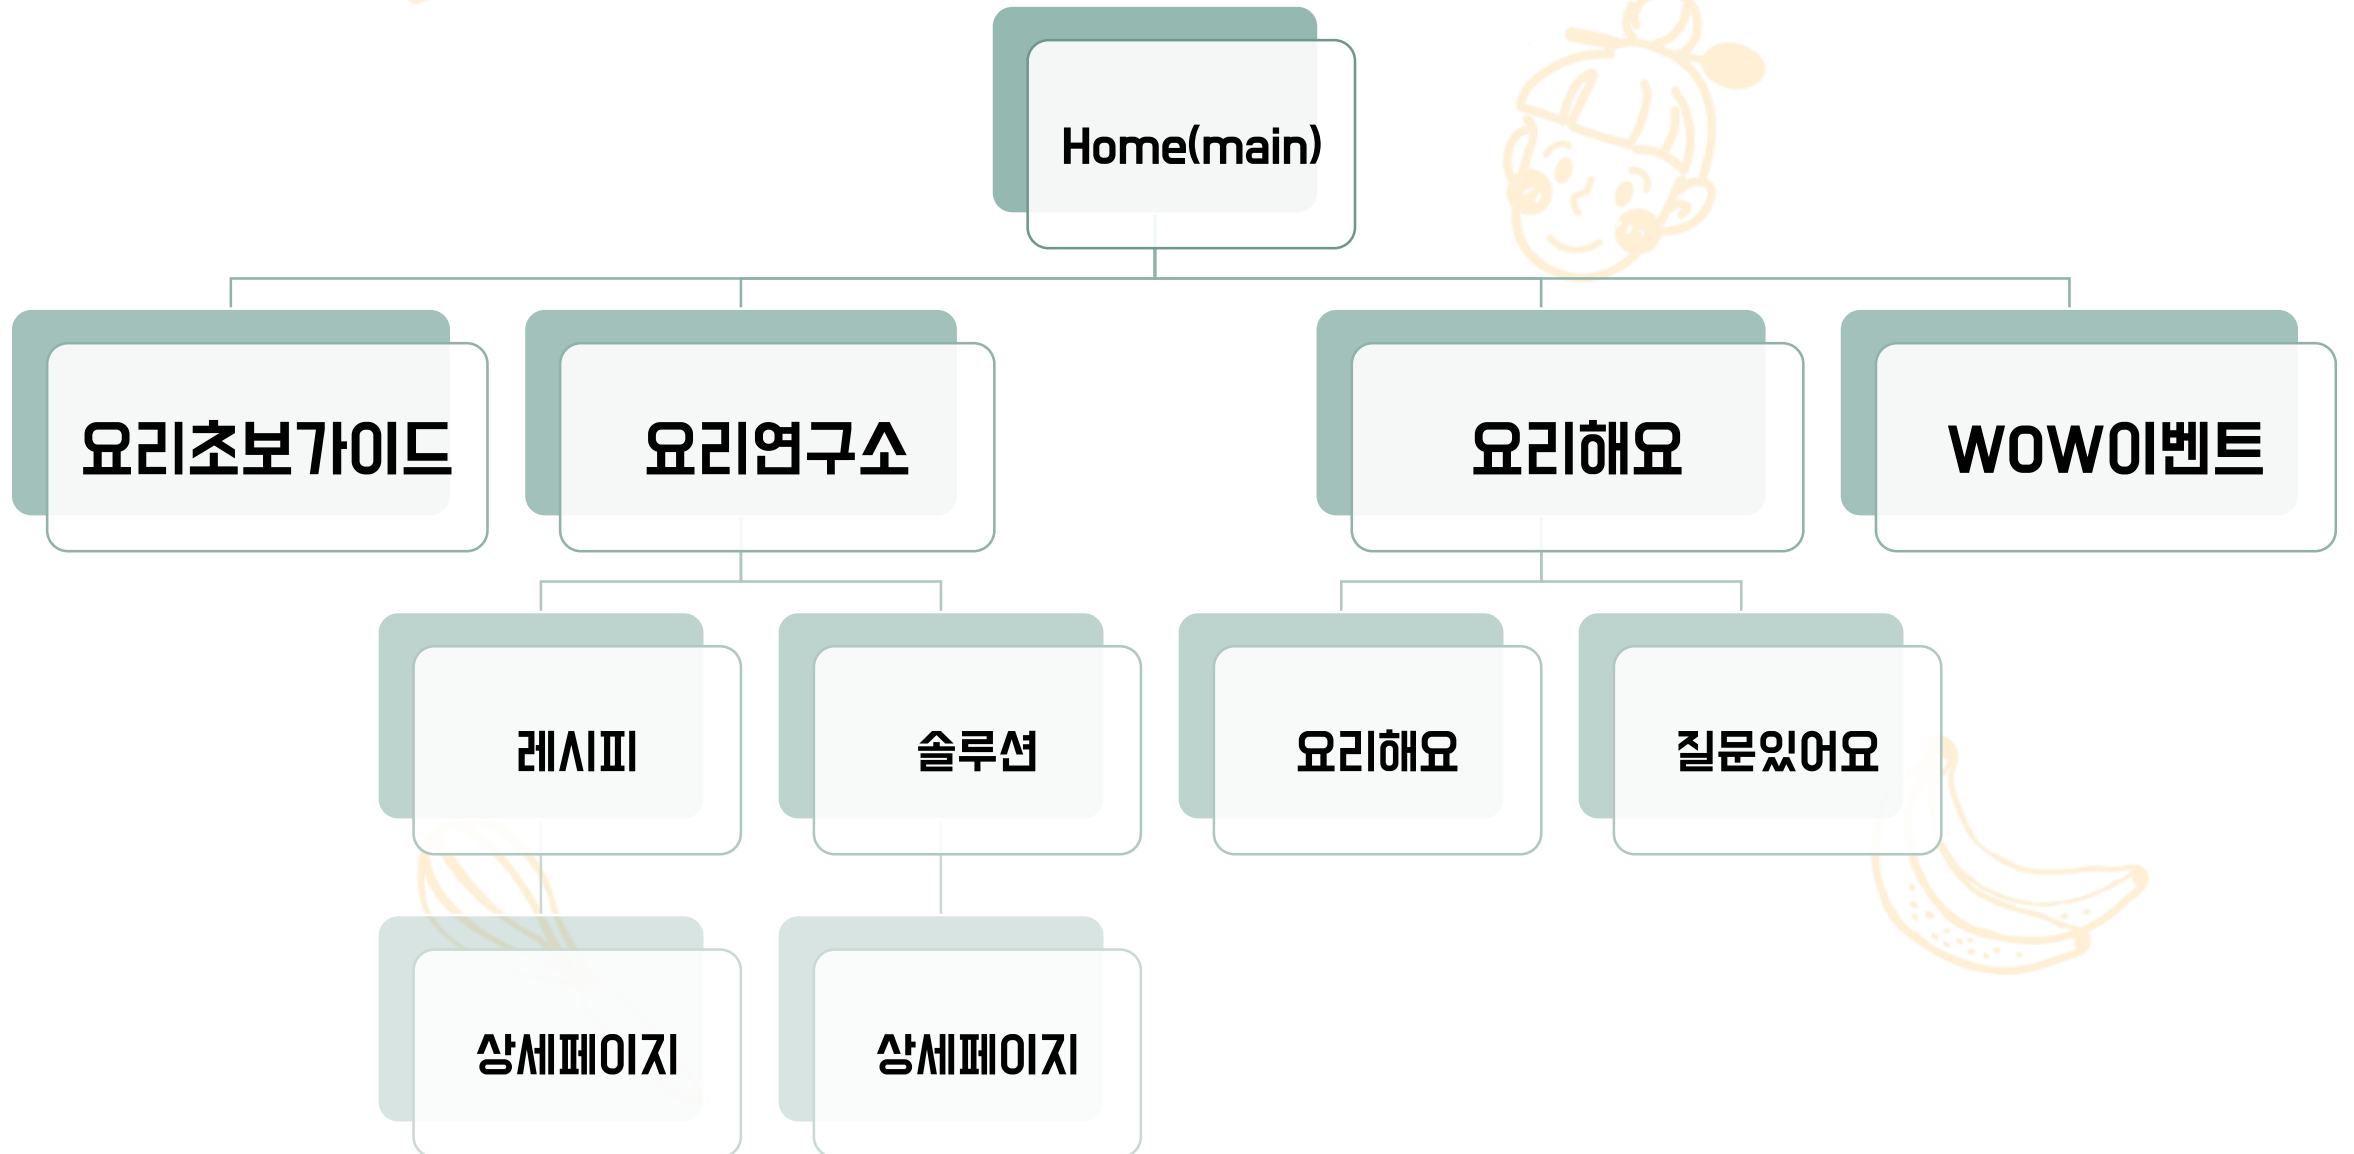 Home(main)
요리초보가이드
요리연구소
요리해요
WOW이벤트
레시피
솔루션
요리해요
질문있어요
상세페이지
상세페이지